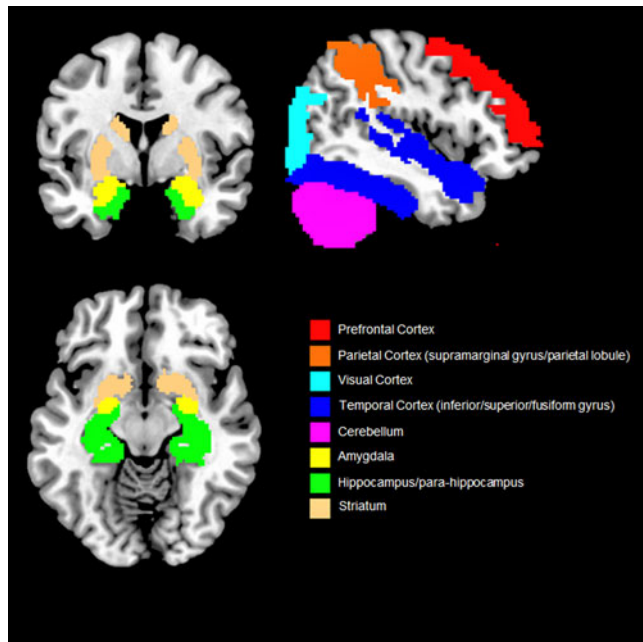 Prefrontal Cortex
Parietal Cortex (supramarginal gyrus/parietal lobule)
Visual Cortex
Temporal Cortex (inferior/superior/fusiform gyrus)
Cerebellum
Amygdala
Hippocampus/para-hippocampus
Striatum